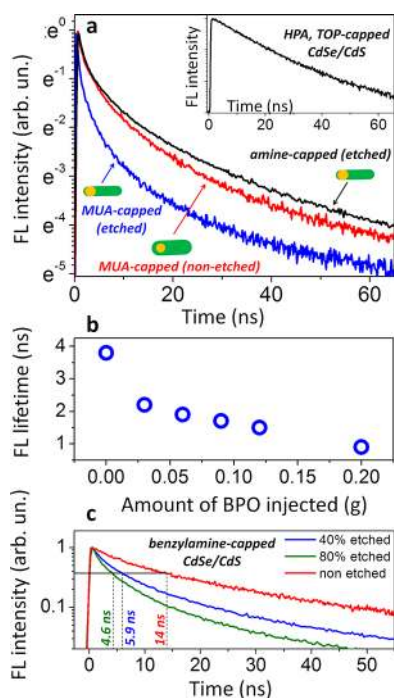 a
HPA, TOP-capped
CdSe/CdS
FL intensity
Time (ns)
0 20 40 60
e⁰
e⁻¹
e⁻²
e⁻³
e⁻⁴
e⁻⁵
FL intensity (arb. un.)
amine-capped (etched)
MUA-capped
(etched)
MUA-capped (non-etched)
0 20 40 60
Time (ns)
b
FL lifetime (ns)
4
3
2
1
0.00 0.05 0.10 0.15 0.20
Amount of BPO injected (g)
c
benzylamine-capped
CdSe/CdS
40% etched
80% etched
non etched
FL intensity (arb. un.)
1
0.1
4.6 ns
5.9 ns
14 ns
0 10 20 30 40 50
Time (ns)